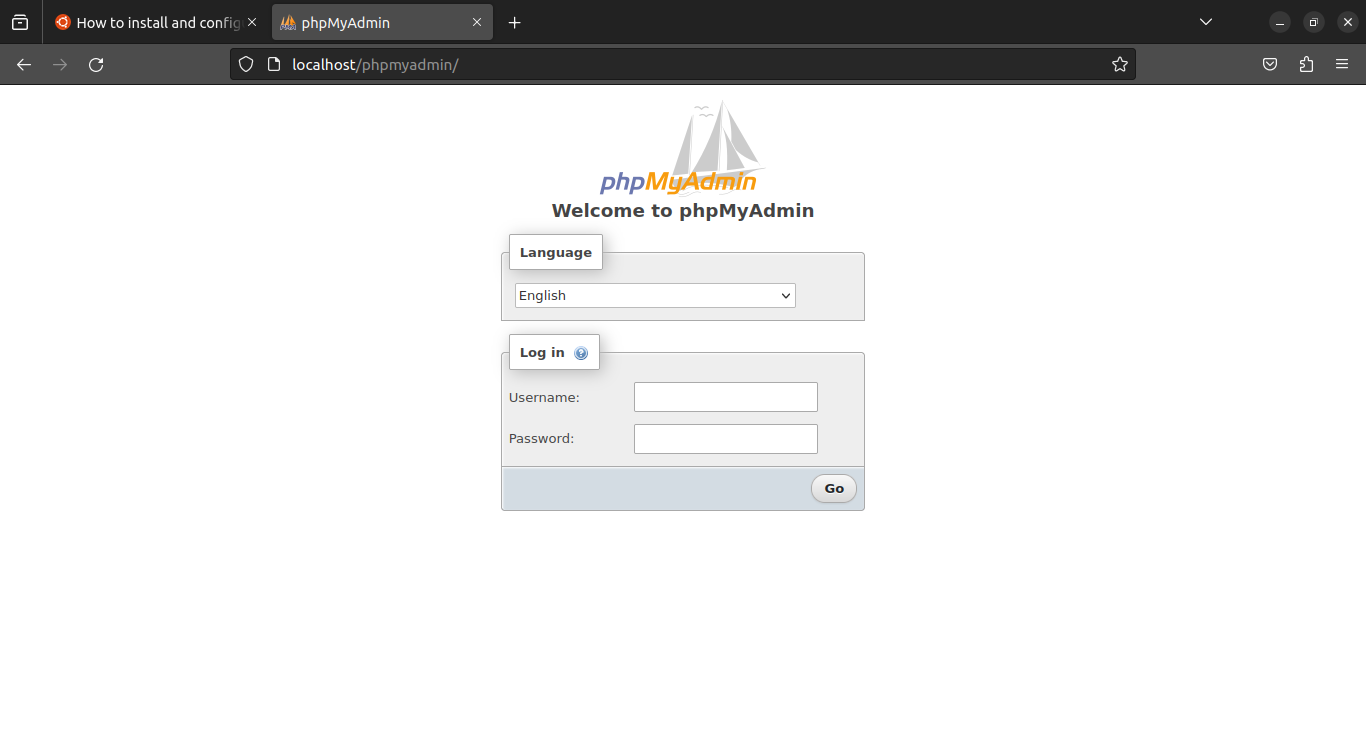 How to install and config
phpMyAdmin
localhost/phpmyadmin/
phpMyAdmin
Welcome to phpMyAdmin
Language
English
Log in
Username:
Password:
Go